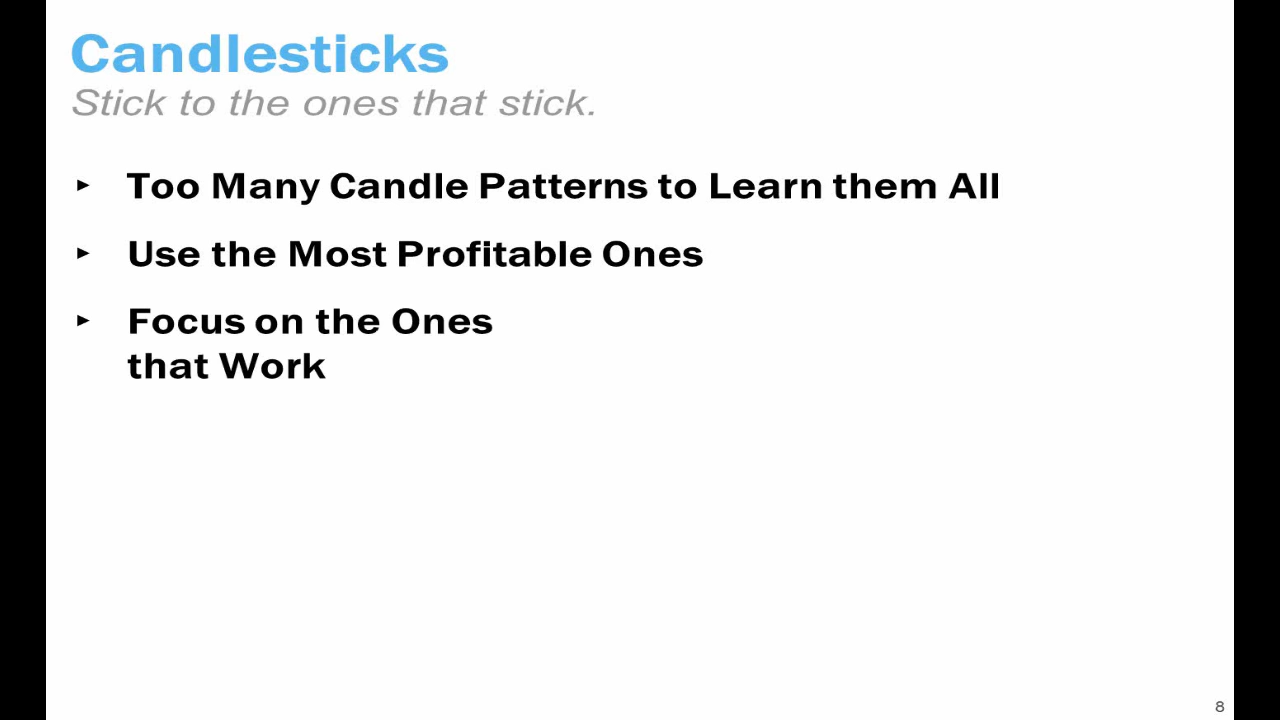 Candlesticks
Stick to the ones that stick.
▸ Too Many Candle Patterns to Learn them All
▸ Use the Most Profitable Ones
▸ Focus on the Ones
that Work
8